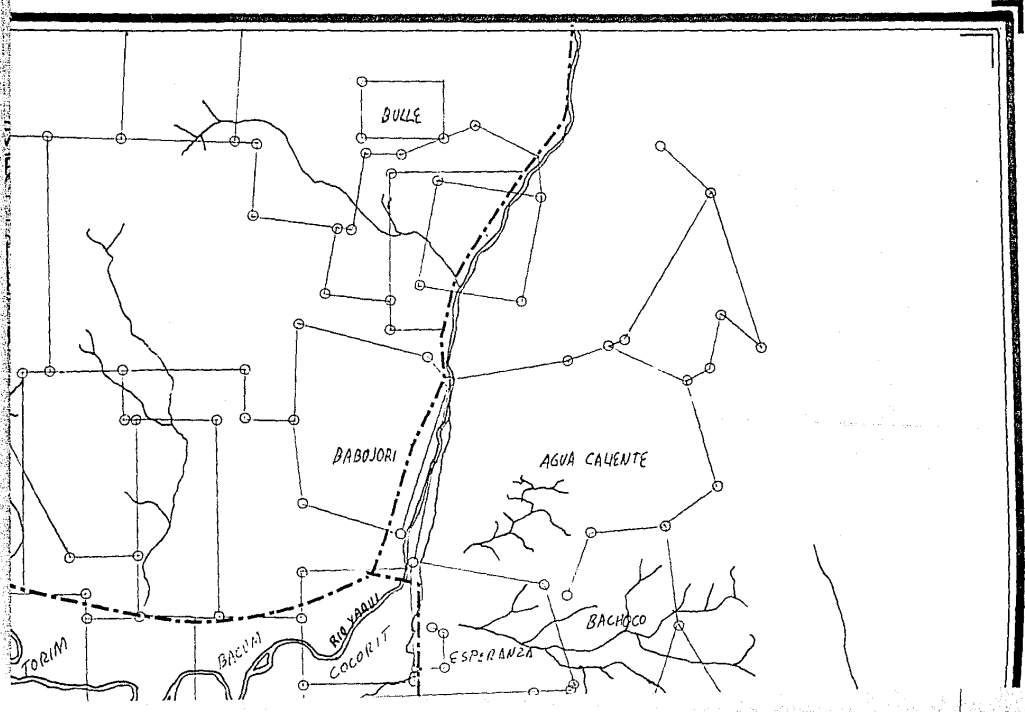 BULLE
BABOJORI
AGUA CALIENTE
RIO YAQUI
BACHOCO
TORIM
BACUM
COCORIT
ESPERANZA